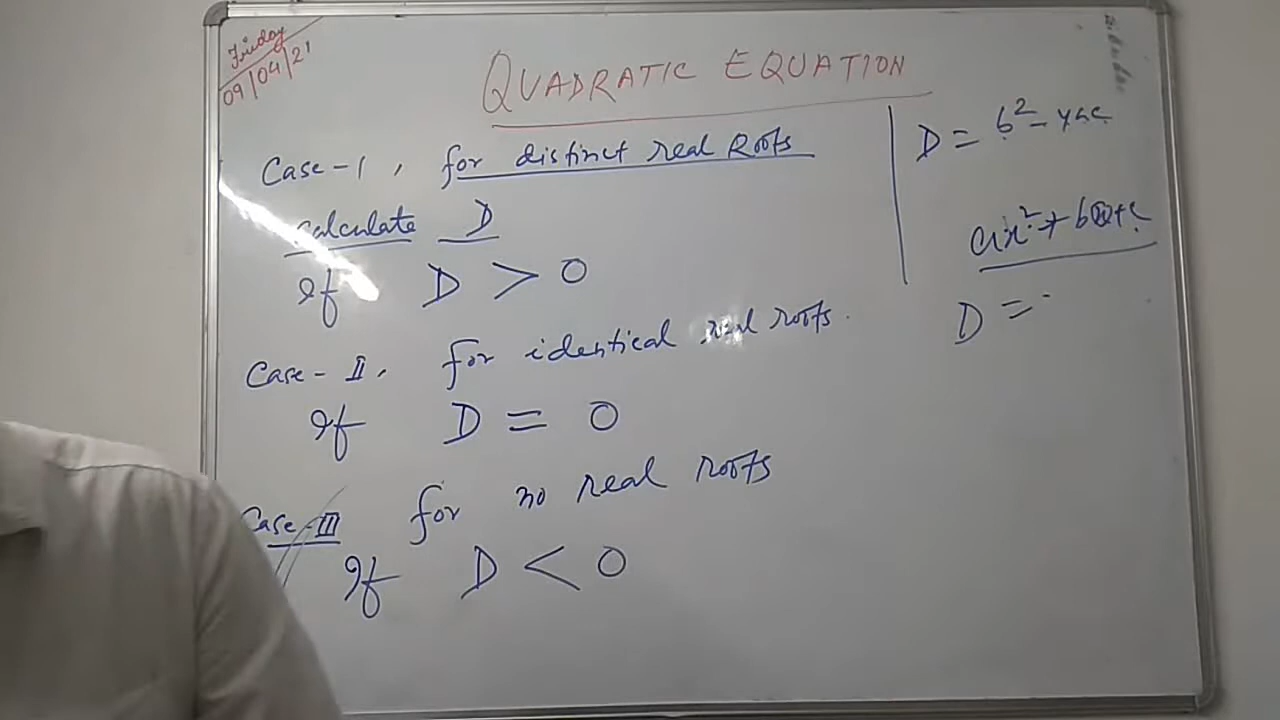 Friday
09/04/21
QUADRATIC EQUATION
Case-I, for distinct real Roots
calculate D
If D > 0
Case-II, for identical real roots.
If D = 0
Case-III for no real roots
If D < 0
D = b²-4ac
ax²+bx+c
D =